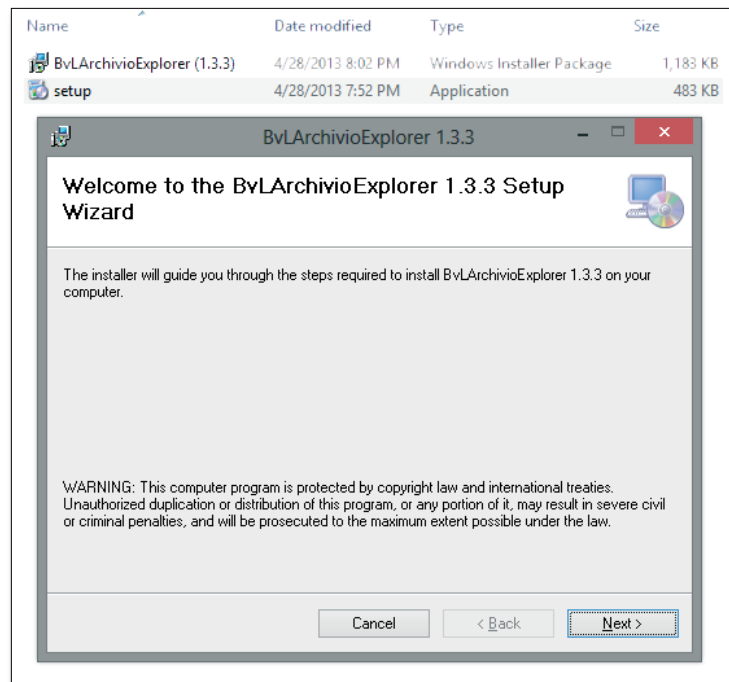 Name Date modified Type Size
BvLArchivioExplorer (1.3.3) 4/28/2013 8:02 PM Windows Installer Package 1,183 KB
setup 4/28/2013 7:52 PM Application 483 KB
BvLArchivioExplorer 1.3.3
Welcome to the BvLArchivioExplorer 1.3.3 Setup
Wizard
The installer will guide you through the steps required to install BvLArchivioExplorer 1.3.3 on your
computer.
WARNING: This computer program is protected by copyright law and international treaties.
Unauthorized duplication or distribution of this program, or any portion of it, may result in severe civil
or criminal penalties, and will be prosecuted to the maximum extent possible under the law.
Cancel < Back Next >